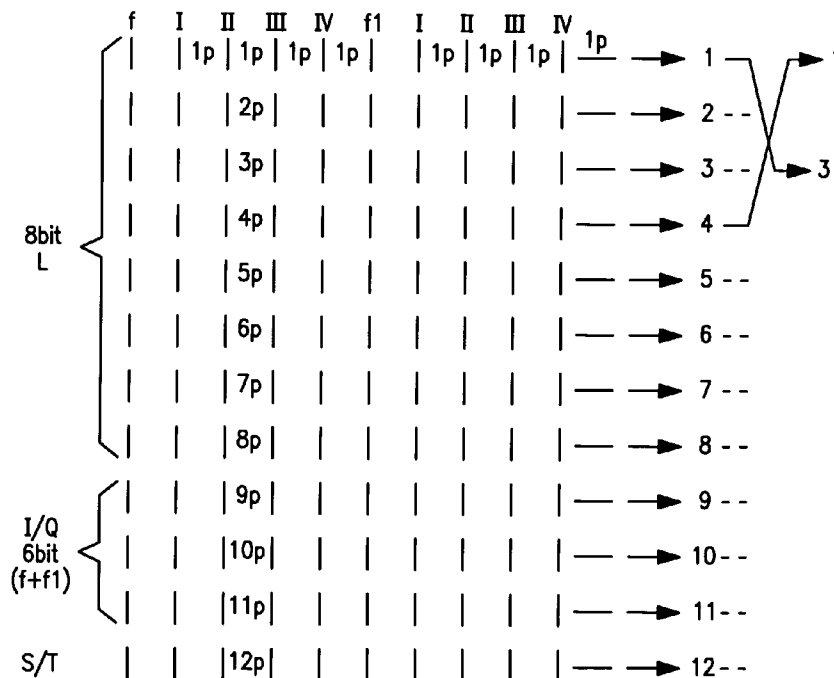 f I II III IV f1 I II III IV
1p 1p 1p 1p 1p 1p 1p 1p 1 
2p 2 --
3p 3 -- 3
8bit
L
4p 4
5p 5 --
6p 6 --
7p 7 --
8p 8 --
9p 9 --
I/Q
6bit
(f+f1)
10p 10 --
11p 11 --
S/T 12p 12 --